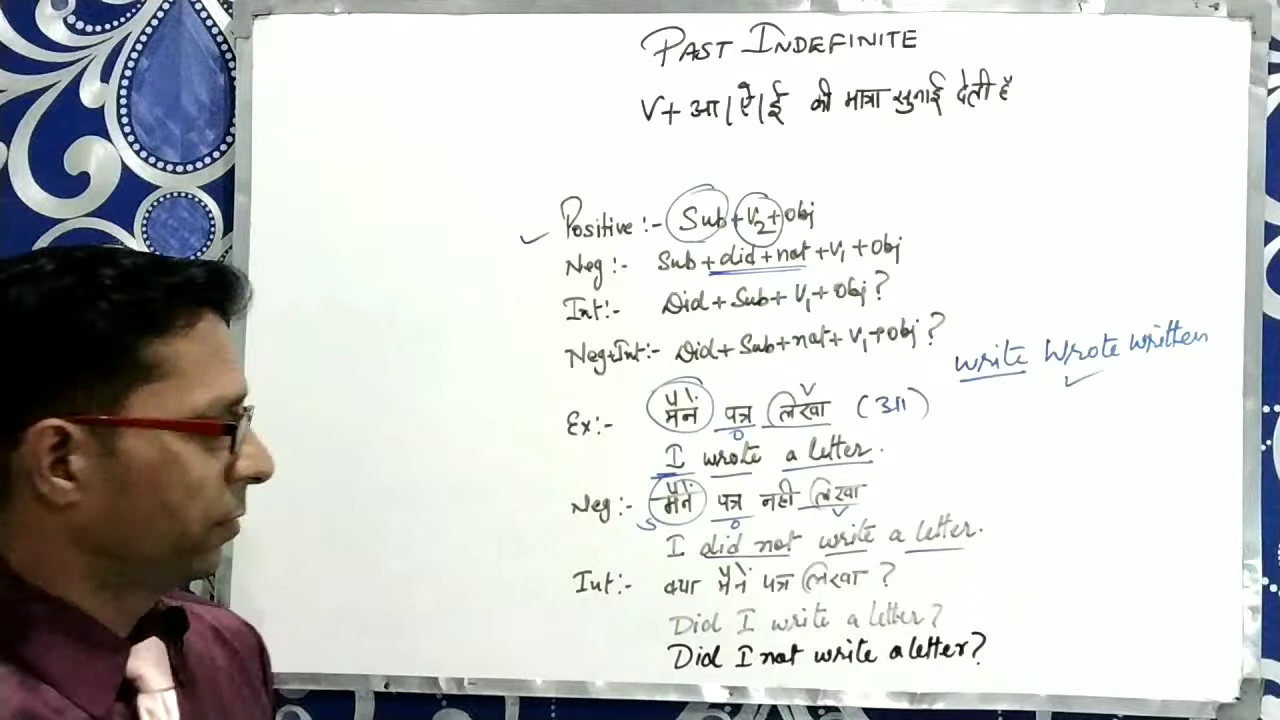 PAST INDEFINITE
V+ आ/ऐ/ई की मात्रा सुनाई देती है
Positive :- Sub + V2 + Obj
Neg :- Sub + did + not + V1 + Obj
Int :- Did + Sub + V1 + Obj ?
Neg+Int :- Did + Sub + not + V1 + Obj ?
write wrote written
Ex :- मैंने पत्र लिखा (आ)
V
O
I wrote a letter.
Neg :- मैंने पत्र नही लिखा
S O V
I did not write a letter.
Int :- क्या मैंने पत्र लिखा ?
Did I write a letter?
Did I not write a letter?